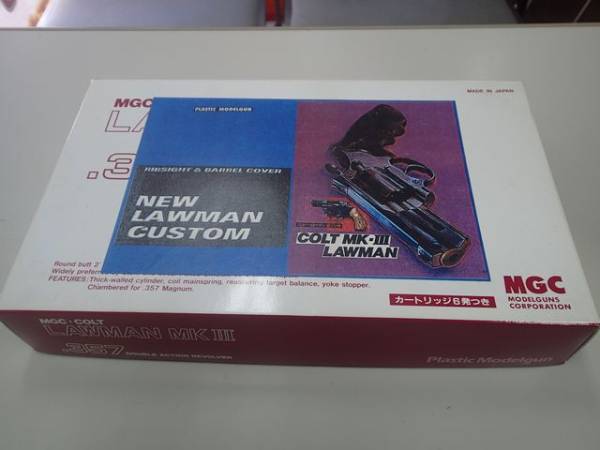 MADE IN JAPAN
MGC
LA
.3
PLASTIC MODELGUN
RIBSIGHT & BARREL COVER
NEW
LAWMAN
CUSTOM
COLT MK-III
LAWMAN
Round butt 2"
Widely prefer
FEATURES: Thick-walled cylinder, coil mainspring, reassuring target balance, yoke stopper.
Chambered for .357 Magnum.
カートリッジ6発つき
MGC
MODELGUNS
CORPORATION
MGC・COLT
LAWMAN MK III
.357 DOUBLE ACTION REVOLVER
Plastic Modelgun